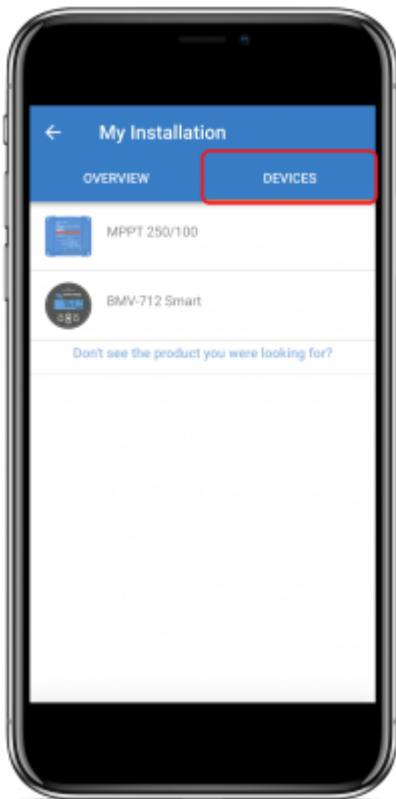 My Installation
OVERVIEW
DEVICES
MPPT 250/100
BMV-712 Smart
Don't see the product you were looking for?